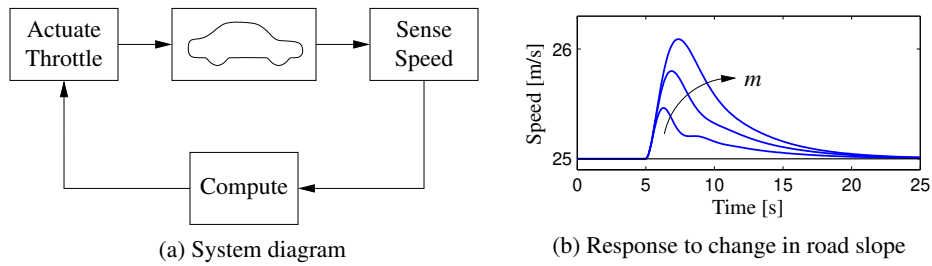 Actuate
Throttle
Sense
Speed
Compute
(a) System diagram
Speed [m/s]
26
25
m
0
5
10
15
20
25
Time [s]
(b) Response to change in road slope